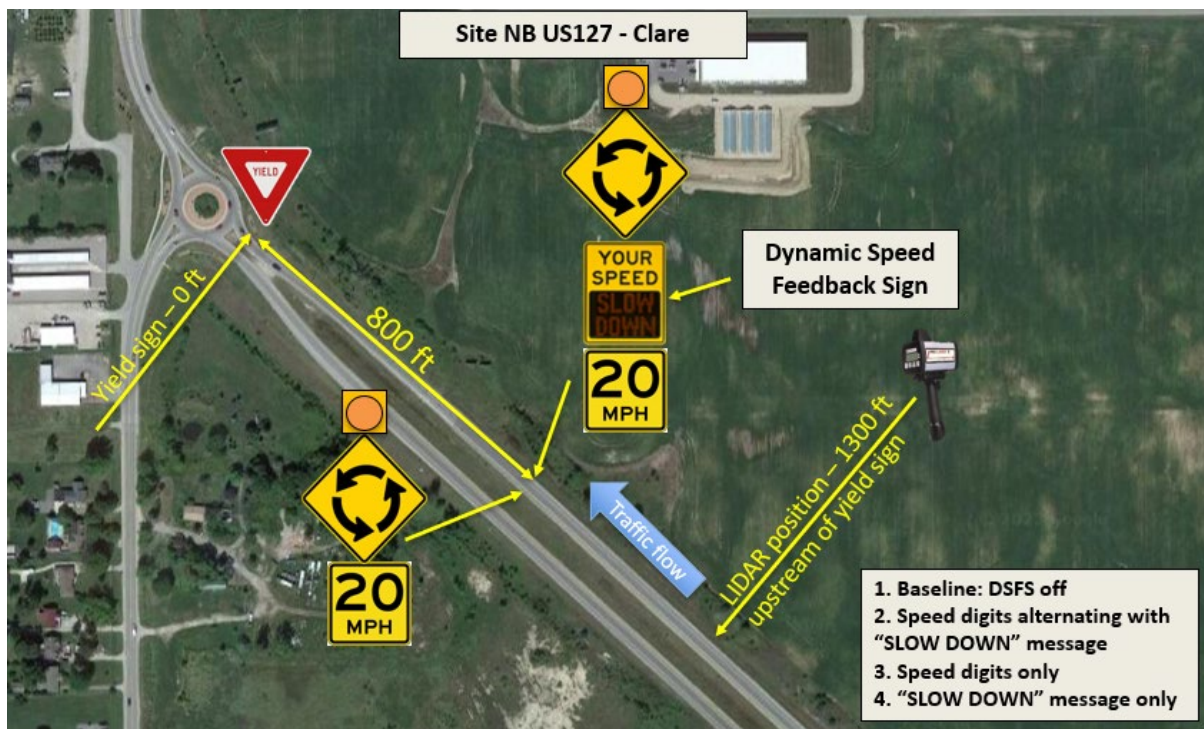 Site NB US127 - Clare
YIELD
YOUR
SPEED
SLOW
DOWN
20
MPH
Dynamic Speed
Feedback Sign
Yield sign – 0 ft
800 ft
20
MPH
Traffic flow
LIDAR position – 1300 ft
upstream of yield sign
1. Baseline: DSFS off
2. Speed digits alternating with
“SLOW DOWN” message
3. Speed digits only
4. “SLOW DOWN” message only